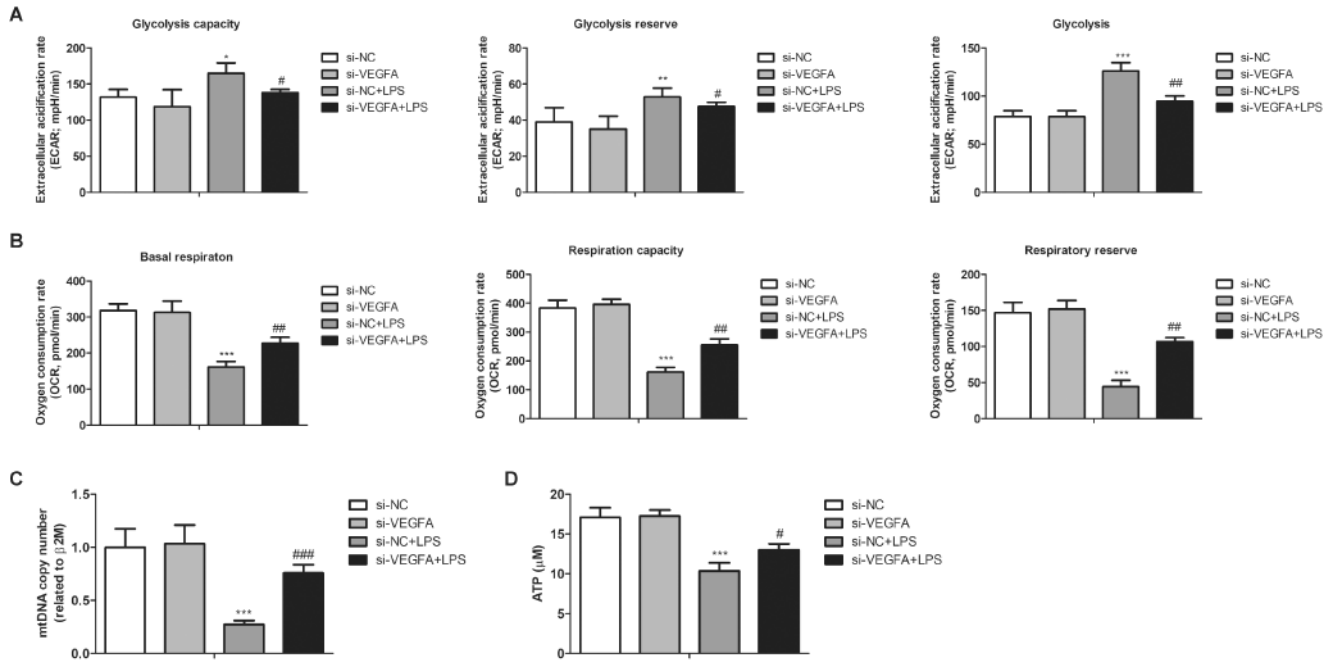 A
Glycolysis capacity
Extracellular acidification rate
(ECAR; mpH/min)
200
150
100
50
0
*
#
si-NC
si-VEGFA
si-NC+LPS
si-VEGFA+LPS
Glycolysis reserve
Extracellular acidification rate
(ECAR; mpH/min)
80
60
40
20
0
**
#
si-NC
si-VEGFA
si-NC+LPS
si-VEGFA+LPS
Glycolysis
Extracellular acidification rate
(ECAR; mpH/min)
150
100
50
0
***
##
si-NC
si-VEGFA
si-NC+LPS
si-VEGFA+LPS
B
Basal respiraton
Oxygen consumption rate
(OCR, pmol/min)
400
300
200
100
0
***
##
si-NC
si-VEGFA
si-NC+LPS
si-VEGFA+LPS
Respiration capacity
Oxygen consumption rate
(OCR, pmol/min)
500
400
300
200
100
0
***
##
si-NC
si-VEGFA
si-NC+LPS
si-VEGFA+LPS
Respiratory reserve
Oxygen consumption rate
(OCR, pmol/min)
200
150
100
50
0
***
##
si-NC
si-VEGFA
si-NC+LPS
si-VEGFA+LPS
C
mtDNA copy number
(related to β2M)
1.5
1.0
0.5
0.0
***
###
si-NC
si-VEGFA
si-NC+LPS
si-VEGFA+LPS
D
ATP (μM)
20
15
10
5
0
***
#
si-NC
si-VEGFA
si-NC+LPS
si-VEGFA+LPS